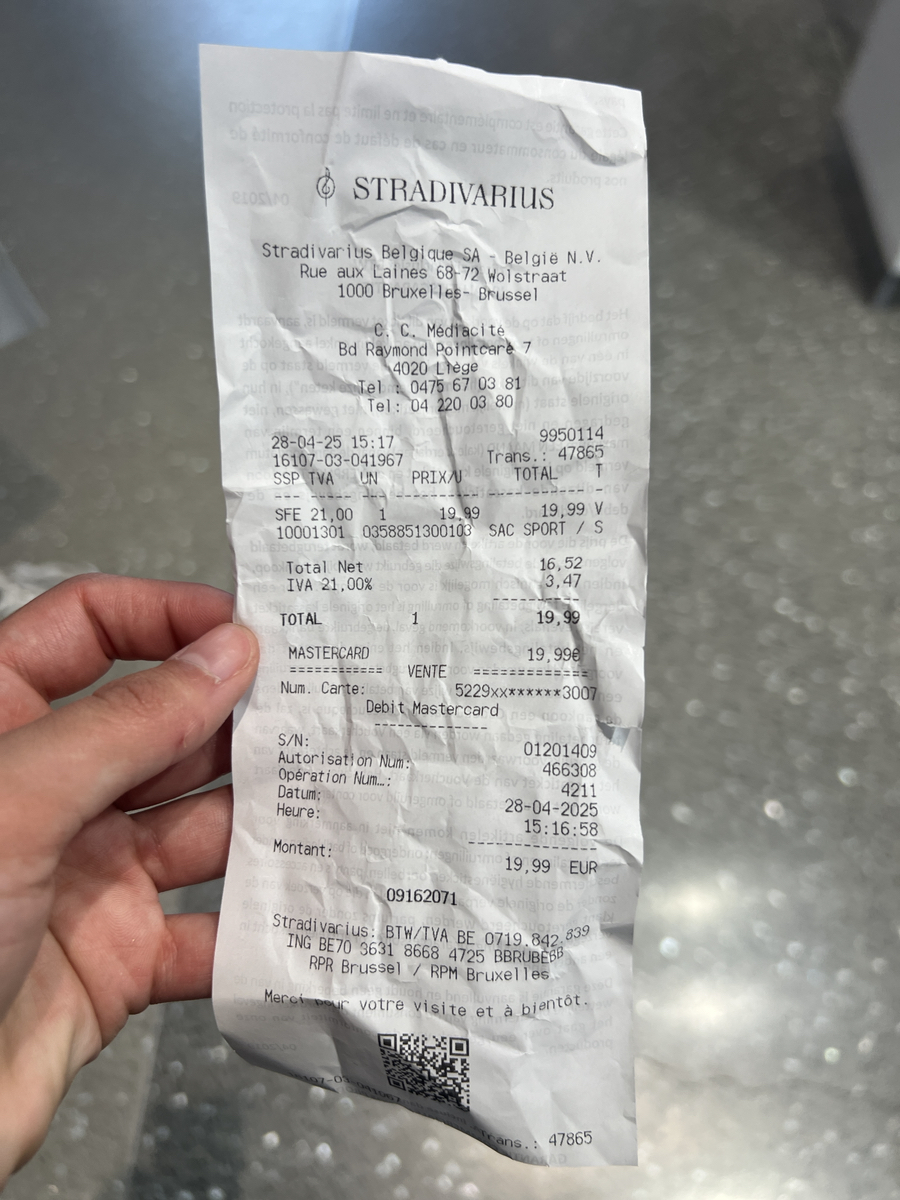 STRADIVARIUS
Stradivarius Belgique SA - België N.V.
Rue aux Laines 68-72 Wolstraat
1000 Bruxelles- Brussel
C. C. Médiacité
Bd Raymond Pointcaré 7
4020 Liège
Tel : 0475 67 03 81
Tel: 04 220 03 80
28-04-25 15:17 9950114
16107-03-041967 Trans.: 47865
SSP TVA UN PRIX/U TOTAL T
--- ----- ---- ---------- ---------- -
SFE 21,00 1 19,99 19,99 V
10001301 0358851300103 SAC SPORT / S
Total Net 16,52
IVA 21,00% 3,47
----------
TOTAL 1 19,99
MASTERCARD 19,99€
============ VENTE ===============
Num. Carte: 5229xx******3007
Debit Mastercard
---------------
S/N: 01201409
Autorisation Num: 466308
Opération Num…: 4211
Datum: 28-04-2025
Heure: 15:16:58
-----------------
Montant: 19,99 EUR
09162071
Stradivarius: BTW/TVA BE 0719.842.839
ING BE70 3631 8668 4725 BBRUBEBB
RPR Brussel / RPM Bruxelles
Merci pour votre visite et à bientôt.
Trans.: 47865